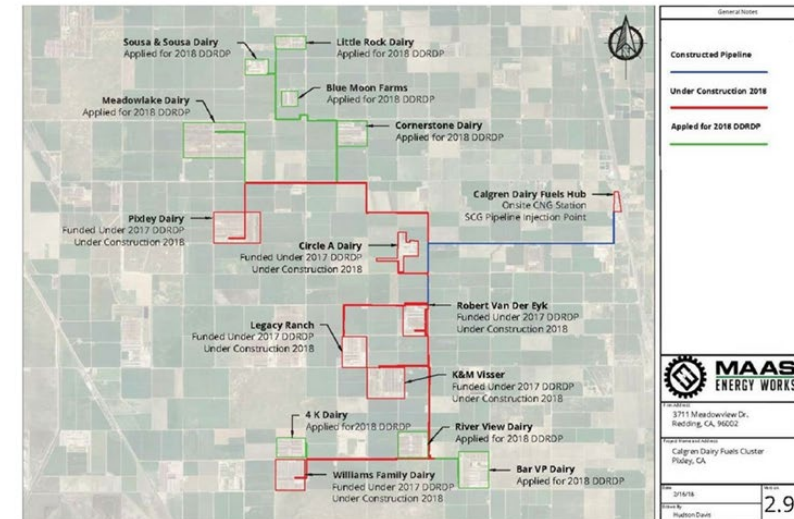 Sousa & Sousa Dairy
Applied for 2018 DDRDP
Little Rock Dairy
Applied for 2018 DDRDP
Blue Moon Farms
Applied for 2018 DDRDP
Meadowlake Dairy
Applied for 2018 DDRDP
Cornerstone Dairy
Applied for 2018 DDRDP
Calgren Dairy Fuels Hub
Onsite CNG Station
SCG Pipeline Injection Point
Pixley Dairy
Funded Under 2017 DDRDP
Under Construction 2018
Circle A Dairy
Funded Under 2017 DDRDP
Under Construction 2018
Robert Van Der Eyk
Funded Under 2017 DDRDP
Under Construction 2018
Legacy Ranch
Funded Under 2017 DDRDP
Under Construction 2018
K&M Visser
Funded Under 2017 DDRDP
Under Construction 2018
4 K Dairy
Applied for2018 DDRDP
River View Dairy
Applied for 2018 DDRDP
Williams Family Dairy
Funded Under 2017 DDRDP
Under Construction 2018
Bar VP Dairy
Applied for 2018 DDRDP
General Notes
Constructed Pipeline
Under Construction 2018
Applied for 2018 DDRDP
MAAS
ENERGY WORKS
3711 Meadowview Dr.
Redding, CA, 96002
Project Name and Address
Calgren Dairy Fuels Cluster
Pixley, CA
Date
2/16/18
Hudson Davis
2.9